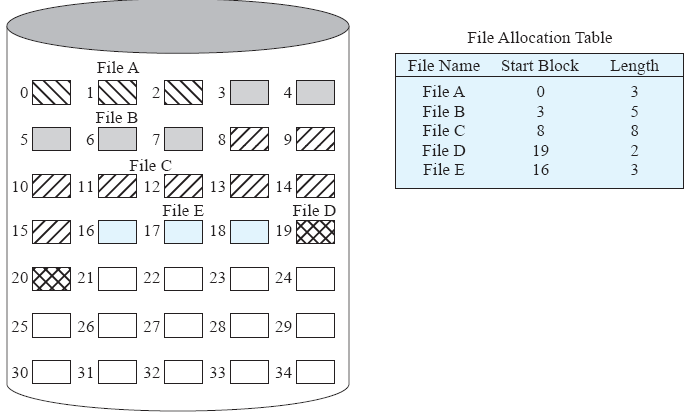 File Allocation Table
File Name Start Block Length
File A 0 3
File B 3 5
File C 8 8
File D 19 2
File E 16 3
File A
0 1 2 3 4
File B
5 6 7 8 9
File C
10 11 12 13 14
File E File D
15 16 17 18 19
20 21 22 23 24
25 26 27 28 29
30 31 32 33 34